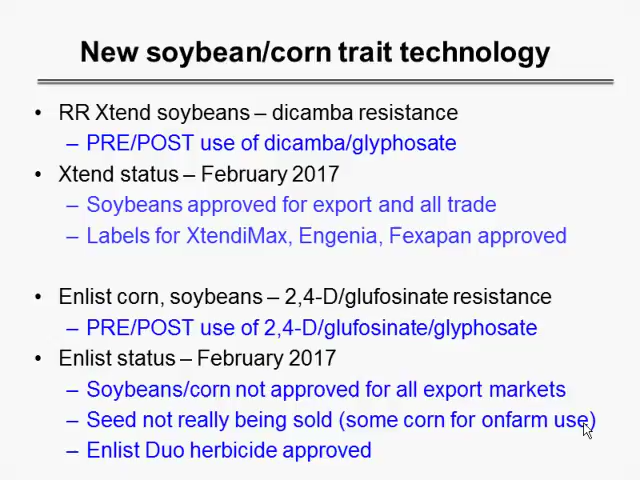 New soybean/corn trait technology
• RR Xtend soybeans – dicamba resistance
– PRE/POST use of dicamba/glyphosate
• Xtend status – February 2017
– Soybeans approved for export and all trade
– Labels for XtendiMax, Engenia, Fexapan approved
• Enlist corn, soybeans – 2,4-D/glufosinate resistance
– PRE/POST use of 2,4-D/glufosinate/glyphosate
• Enlist status – February 2017
– Soybeans/corn not approved for all export markets
– Seed not really being sold (some corn for onfarm use)
– Enlist Duo herbicide approved